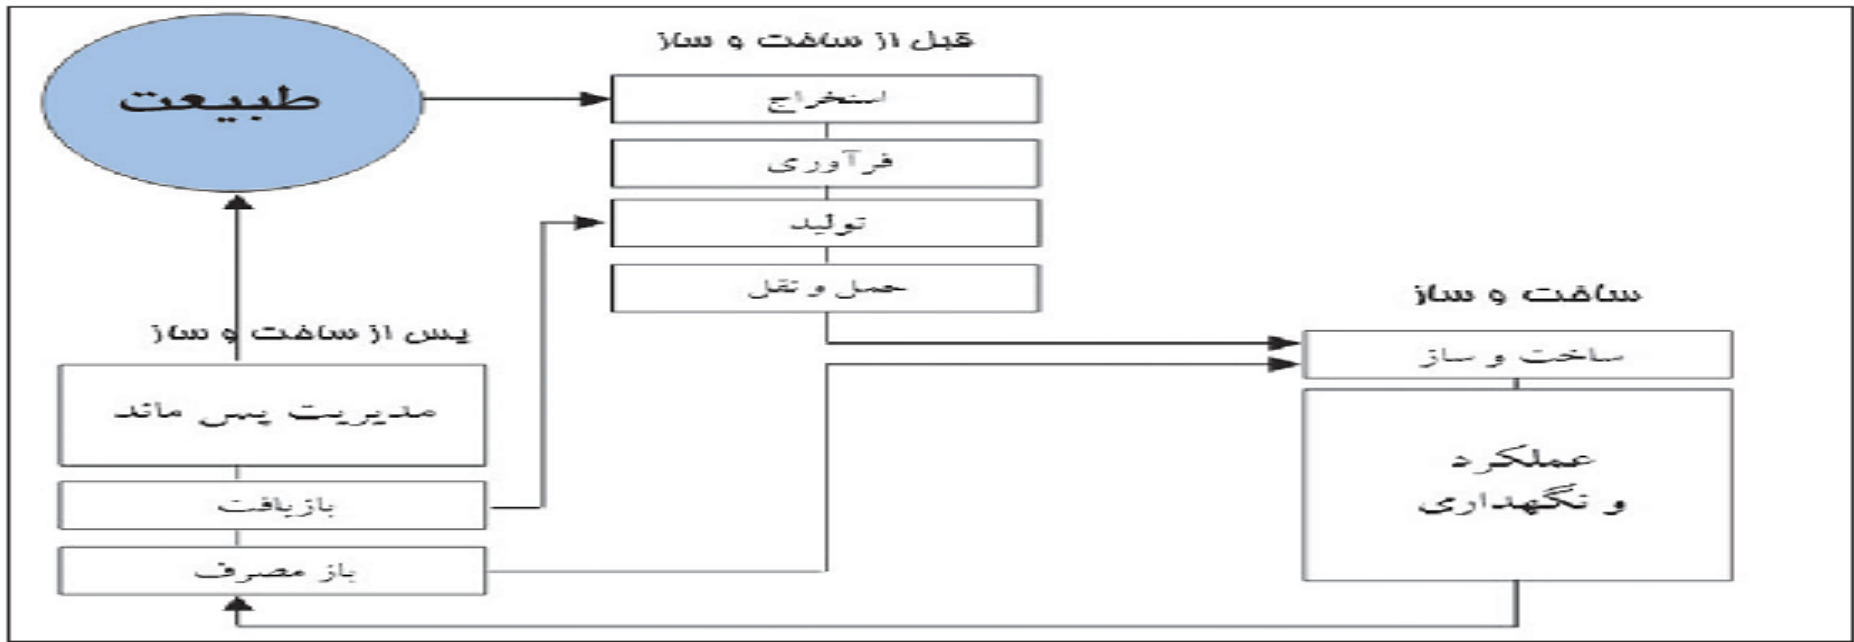 طبیعت
قبل از ساخت و ساز
استخراج
فرآوری
تولید
حمل و نقل
ساخت و ساز
ساخت و ساز
عملکرد
و نگهداری
پس از ساخت و ساز
مدیریت پس ماند
بازیافت
باز مصرف